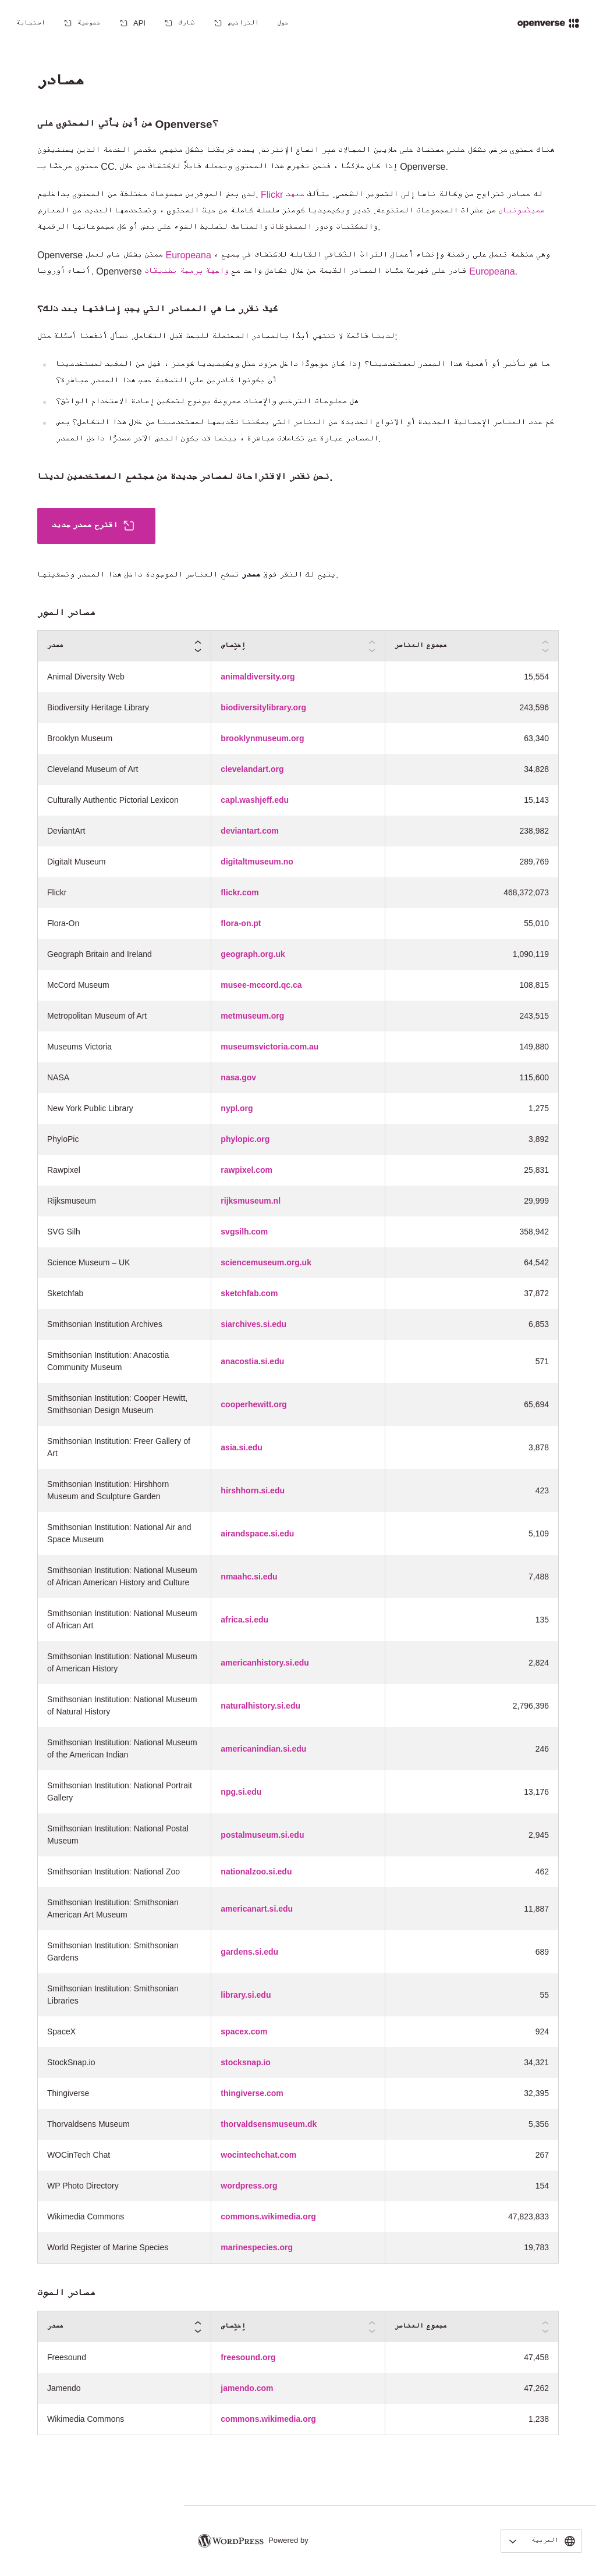 openverse
حول
التراخيص
شارك
API
خصوصية
استجابة
مصادر
من أين يأتي المحتوى على Openverse؟
هناك محتوى مرخص بشكل علني مستضاف على ملايين المجالات عبر اتساع الإنترنت. يبحث فريقنا بشكل منهجي مقدمي الخدمة الذين يستضيفون
محتوى مرخصًا بـ CC. إذا كان ملائمًا ، فنحن نفهرس هذا المحتوى ونجعله قابلاً للاكتشاف من خلال Openverse.
لدى بعض الموفرين مجموعات مختلفة من المحتوى بداخلهم. Flickr له مصادر تتراوح من وكالة ناسا إلى التصوير الشخصي. يتألف معهد
سميثسونيان من عشرات المجموعات المتنوعة. تدير ويكيميديا كومنز سلسلة كاملة من حيث المحتوى ، وتستخدمها العديد من المعارض
والمكتبات ودور المحفوظات والمتاحف لتسليط الضوء على بعض أو كل مجموعاتها الرقمية.
Openverse ممتن بشكل خاص لعمل Europeana ، وهي منظمة تعمل على رقمنة وإنشاء أعمال التراث الثقافي القابلة للاكتشاف في جميع
أنحاء أوروبا. Openverse قادر على فهرسة مئات المصادر القيمة من خلال تكامل واحد مع واجهة برمجة تطبيقات Europeana.
كيف نقرر ما هي المصادر التي يجب إضافتها بعد ذلك؟
لدينا قائمة لا تنتهي أبدًا بالمصادر المحتملة للبحث قبل التكامل. نسأل أنفسنا أسئلة مثل:
ما هو تأثير أو أهمية هذا المصدر لمستخدمينا؟ إذا كان موجودًا داخل مزود مثل ويكيميديا كومنز ، فهل من المفيد لمستخدمينا
أن يكونوا قادرين على التصفية حسب هذا المصدر مباشرة؟
هل معلومات الترخيص والإسناد معروضة بوضوح لتمكين إعادة الاستخدام الواثق؟
كم عدد العناصر الإجمالية الجديدة أو الأنواع الجديدة من العناصر التي يمكننا تقديمها لمستخدمينا من خلال هذا التكامل؟ بعض
المصادر عبارة عن تكاملات مباشرة ، بينما قد يكون البعض الآخر مصدرًا داخل المصدر.
نحن نقدر الاقتراحات لمصادر جديدة من مجتمع المستخدمين لدينا.
اقترح مصدر جديد
يتيح لك النقر فوق مصدر تصفح العناصر الموجودة داخل هذا المصدر وتصفيتها.
مصادر الصور
مصدر | إختِصاص | مجموع العناصر
Animal Diversity Web | animaldiversity.org | 15,554
Biodiversity Heritage Library | biodiversitylibrary.org | 243,596
Brooklyn Museum | brooklynmuseum.org | 63,340
Cleveland Museum of Art | clevelandart.org | 34,828
Culturally Authentic Pictorial Lexicon | capl.washjeff.edu | 15,143
DeviantArt | deviantart.com | 238,982
Digitalt Museum | digitaltmuseum.no | 289,769
Flickr | flickr.com | 468,372,073
Flora-On | flora-on.pt | 55,010
Geograph Britain and Ireland | geograph.org.uk | 1,090,119
McCord Museum | musee-mccord.qc.ca | 108,815
Metropolitan Museum of Art | metmuseum.org | 243,515
Museums Victoria | museumsvictoria.com.au | 149,880
NASA | nasa.gov | 115,600
New York Public Library | nypl.org | 1,275
PhyloPic | phylopic.org | 3,892
Rawpixel | rawpixel.com | 25,831
Rijksmuseum | rijksmuseum.nl | 29,999
SVG Silh | svgsilh.com | 358,942
Science Museum – UK | sciencemuseum.org.uk | 64,542
Sketchfab | sketchfab.com | 37,872
Smithsonian Institution Archives | siarchives.si.edu | 6,853
Smithsonian Institution: Anacostia
Community Museum | anacostia.si.edu | 571
Smithsonian Institution: Cooper Hewitt,
Smithsonian Design Museum | cooperhewitt.org | 65,694
Smithsonian Institution: Freer Gallery of
Art | asia.si.edu | 3,878
Smithsonian Institution: Hirshhorn
Museum and Sculpture Garden | hirshhorn.si.edu | 423
Smithsonian Institution: National Air and
Space Museum | airandspace.si.edu | 5,109
Smithsonian Institution: National Museum
of African American History and Culture | nmaahc.si.edu | 7,488
Smithsonian Institution: National Museum
of African Art | africa.si.edu | 135
Smithsonian Institution: National Museum
of American History | americanhistory.si.edu | 2,824
Smithsonian Institution: National Museum
of Natural History | naturalhistory.si.edu | 2,796,396
Smithsonian Institution: National Museum
of the American Indian | americanindian.si.edu | 246
Smithsonian Institution: National Portrait
Gallery | npg.si.edu | 13,176
Smithsonian Institution: National Postal
Museum | postalmuseum.si.edu | 2,945
Smithsonian Institution: National Zoo | nationalzoo.si.edu | 462
Smithsonian Institution: Smithsonian
American Art Museum | americanart.si.edu | 11,887
Smithsonian Institution: Smithsonian
Gardens | gardens.si.edu | 689
Smithsonian Institution: Smithsonian
Libraries | library.si.edu | 55
SpaceX | spacex.com | 924
StockSnap.io | stocksnap.io | 34,321
Thingiverse | thingiverse.com | 32,395
Thorvaldsens Museum | thorvaldsensmuseum.dk | 5,356
WOCinTech Chat | wocintechchat.com | 267
WP Photo Directory | wordpress.org | 154
Wikimedia Commons | commons.wikimedia.org | 47,823,833
World Register of Marine Species | marinespecies.org | 19,783
مصادر الصوت
مصدر | إختِصاص | مجموع العناصر
Freesound | freesound.org | 47,458
Jamendo | jamendo.com | 47,262
Wikimedia Commons | commons.wikimedia.org | 1,238
Powered by WORDPRESS
العربية